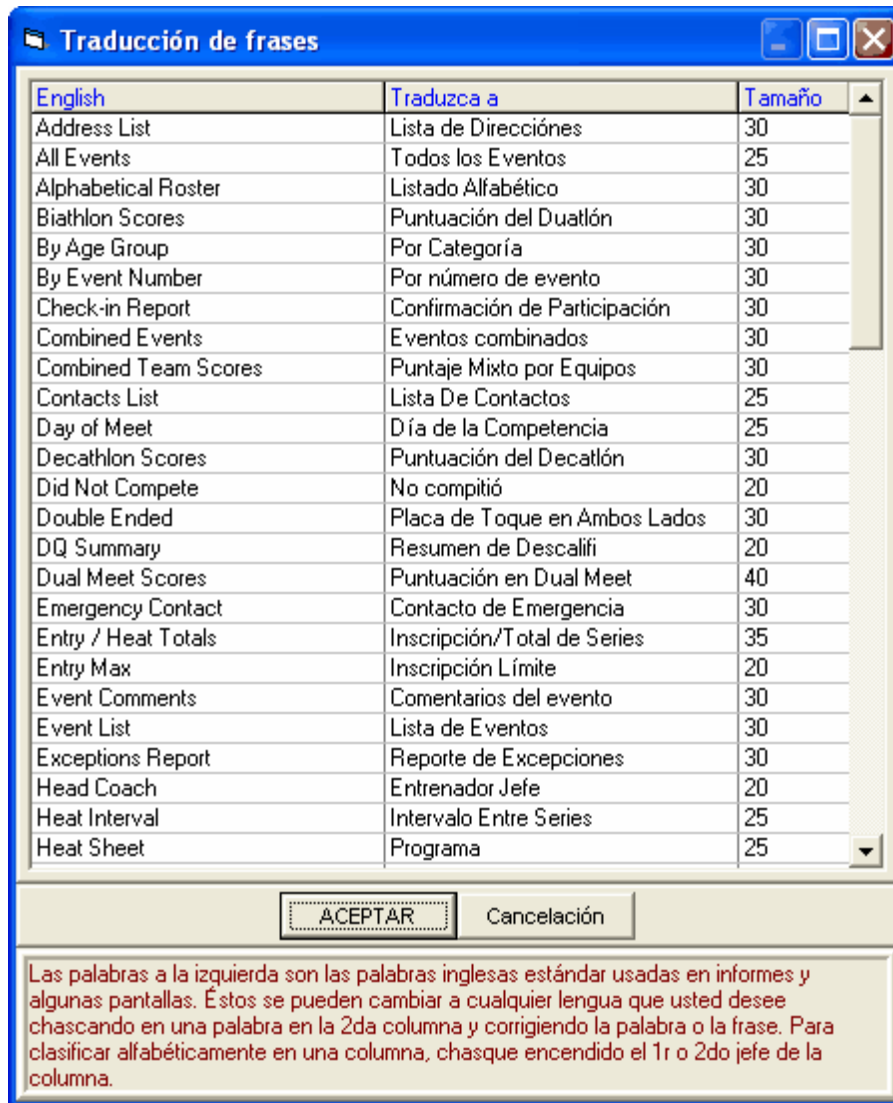 Traducción de frases
English Traduzca a Tamaño
Address List Lista de Direcciónes 30
All Events Todos los Eventos 25
Alphabetical Roster Listado Alfabético 30
Biathlon Scores Puntuación del Duatlón 30
By Age Group Por Categoría 30
By Event Number Por número de evento 30
Check-in Report Confirmación de Participación 30
Combined Events Eventos combinados 30
Combined Team Scores Puntaje Mixto por Equipos 30
Contacts List Lista De Contactos 25
Day of Meet Día de la Competencia 25
Decathlon Scores Puntuación del Decatlón 30
Did Not Compete No compitió 20
Double Ended Placa de Toque en Ambos Lados 30
DQ Summary Resumen de Descalifi 20
Dual Meet Scores Puntuación en Dual Meet 40
Emergency Contact Contacto de Emergencia 30
Entry / Heat Totals Inscripción/Total de Series 35
Entry Max Inscripción Límite 20
Event Comments Comentarios del evento 30
Event List Lista de Eventos 30
Exceptions Report Reporte de Excepciones 30
Head Coach Entrenador Jefe 20
Heat Interval Intervalo Entre Series 25
Heat Sheet Programa 25
ACEPTAR Cancelación
Las palabras a la izquierda son las palabras inglesas estándar usadas en informes y
algunas pantallas. Éstos se pueden cambiar a cualquier lengua que usted desee
chascando en una palabra en la 2da columna y corrigiendo la palabra o la frase. Para
clasificar alfabéticamente en una columna, chasque encendido el 1r o 2do jefe de la
columna.